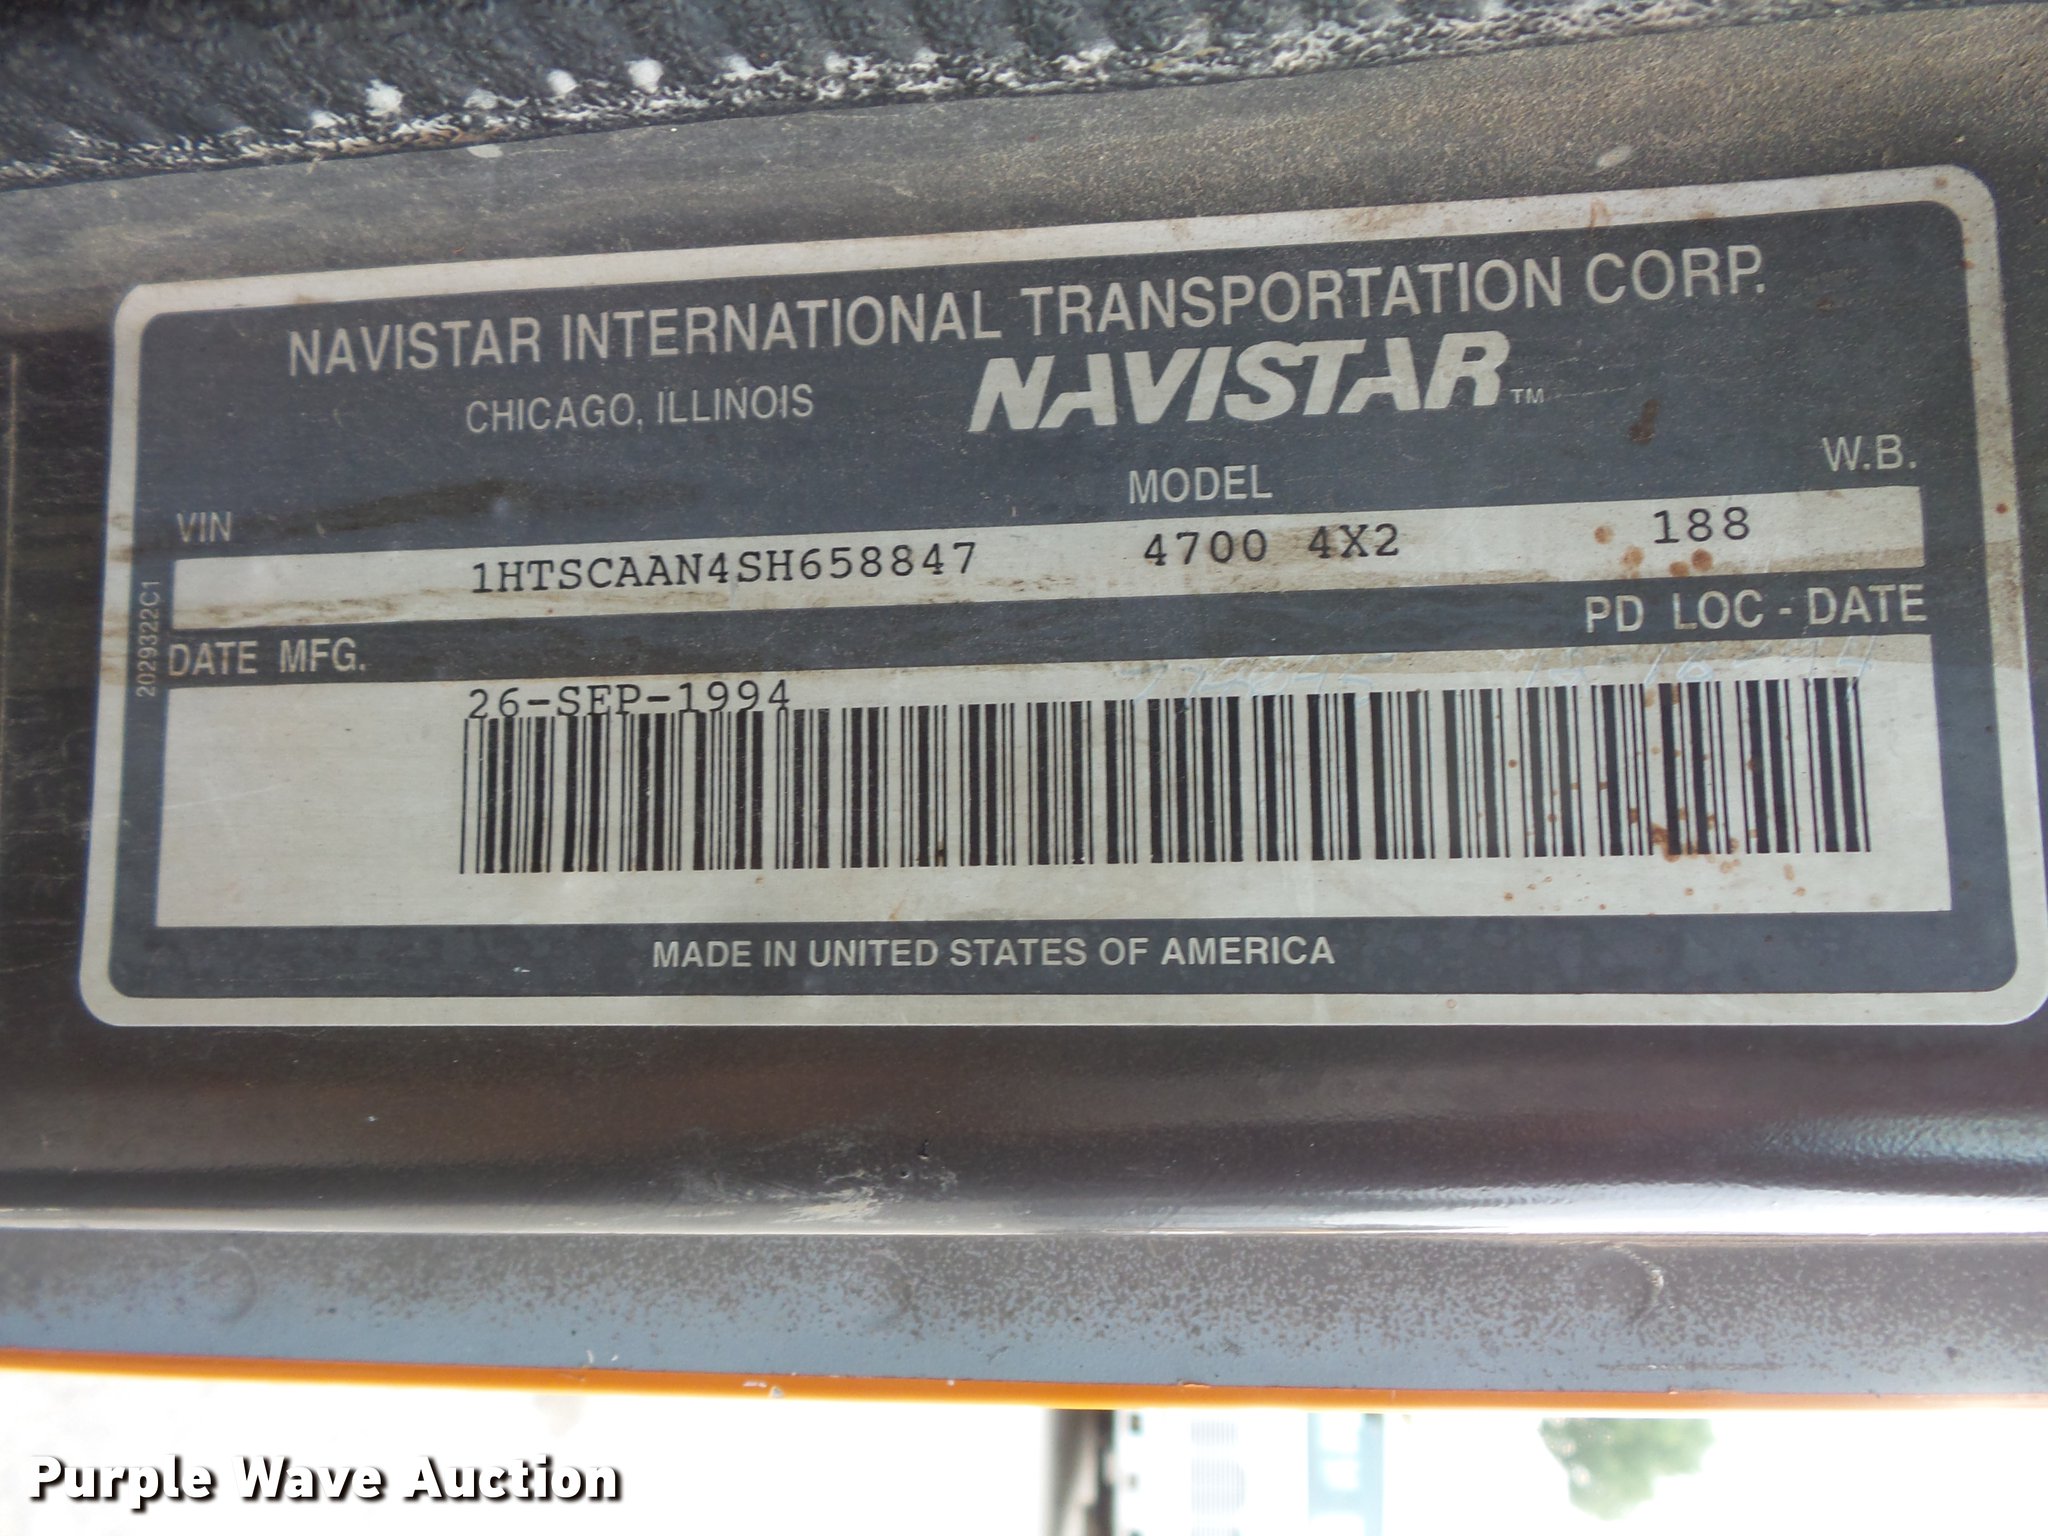 NAVISTAR INTERNATIONAL TRANSPORTATION CORP.
CHICAGO, ILLINOIS NAVISTAR™
VIN MODEL W.B.
1HTSCAAN4SH658847 4700 4X2 188
DATE MFG. PD LOC - DATE
26-SEP-1994
2029322C1
MADE IN UNITED STATES OF AMERICA
Purple Wave Auction